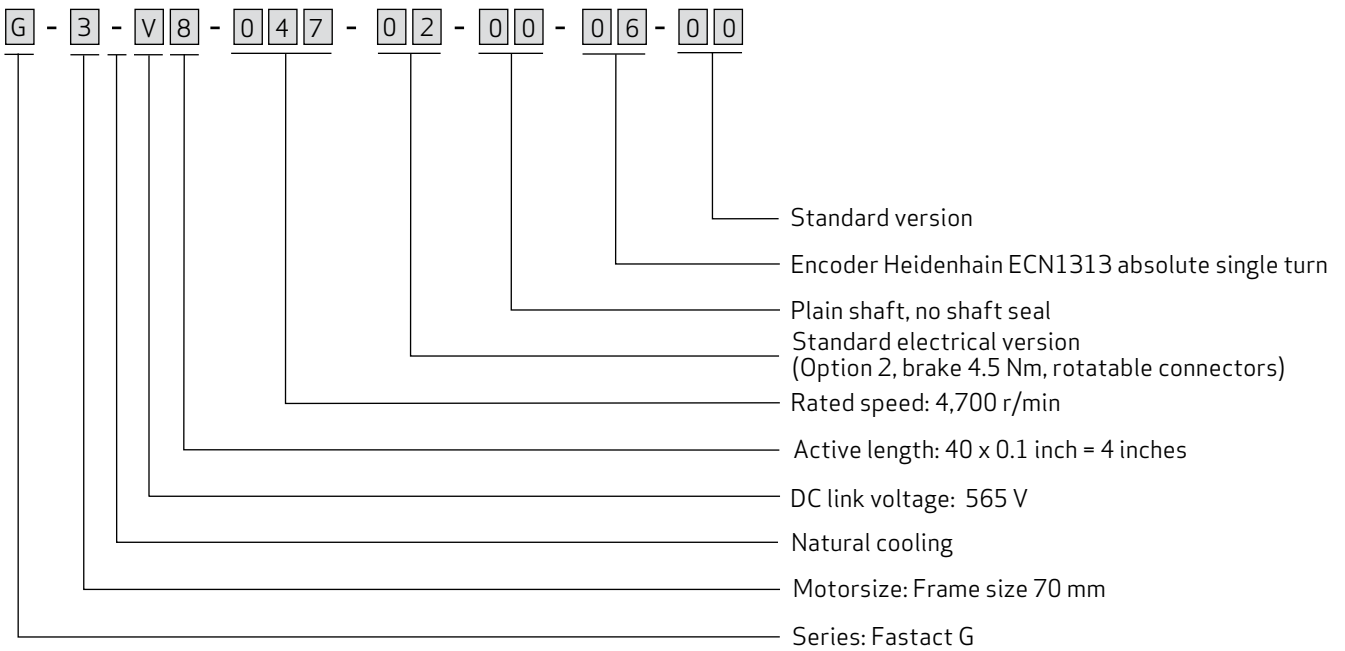 G - 3 - V 8 - 0 4 7 - 0 2 - 0 0 - 0 6 - 0 0
Standard version
Encoder Heidenhain ECN1313 absolute single turn
Plain shaft, no shaft seal
Standard electrical version
(Option 2, brake 4.5 Nm, rotatable connectors)
Rated speed: 4,700 r/min
Active length: 40 x 0.1 inch = 4 inches
DC link voltage: 565 V
Natural cooling
Motorsize: Frame size 70 mm
Series: Fastact G